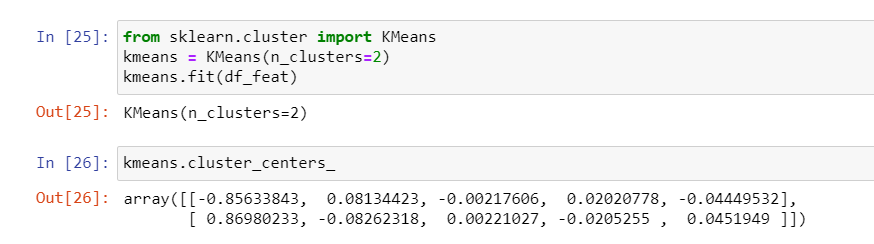 In [25]: from sklearn.cluster import KMeans
kmeans = KMeans(n_clusters=2)
kmeans.fit(df_feat)
Out[25]: KMeans(n_clusters=2)
In [26]: kmeans.cluster_centers_
Out[26]: array([[-0.85633843,  0.08134423, -0.00217606,  0.02020778, -0.04449532],
       [ 0.86980233, -0.08262318,  0.00221027, -0.0205255 ,  0.0451949 ]])